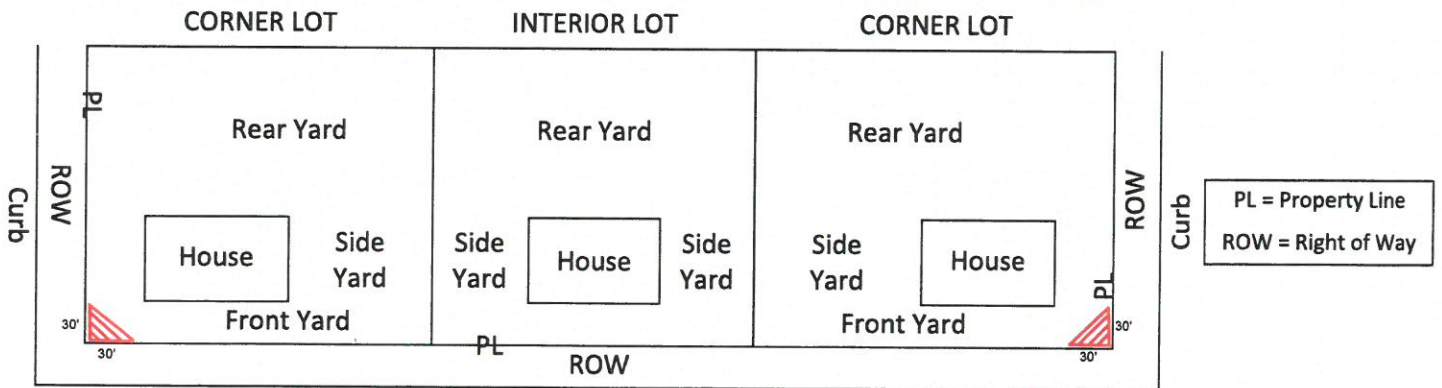 CORNER LOT
INTERIOR LOT
CORNER LOT
PL
Rear Yard
Rear Yard
Rear Yard
Curb
ROW
ROW
Curb
PL = Property Line
ROW = Right of Way
House
Side
Yard
Side
Yard
House
Side
Yard
Side
Yard
House
PL
30'
30'
Front Yard
Front Yard
30'
30'
PL
ROW